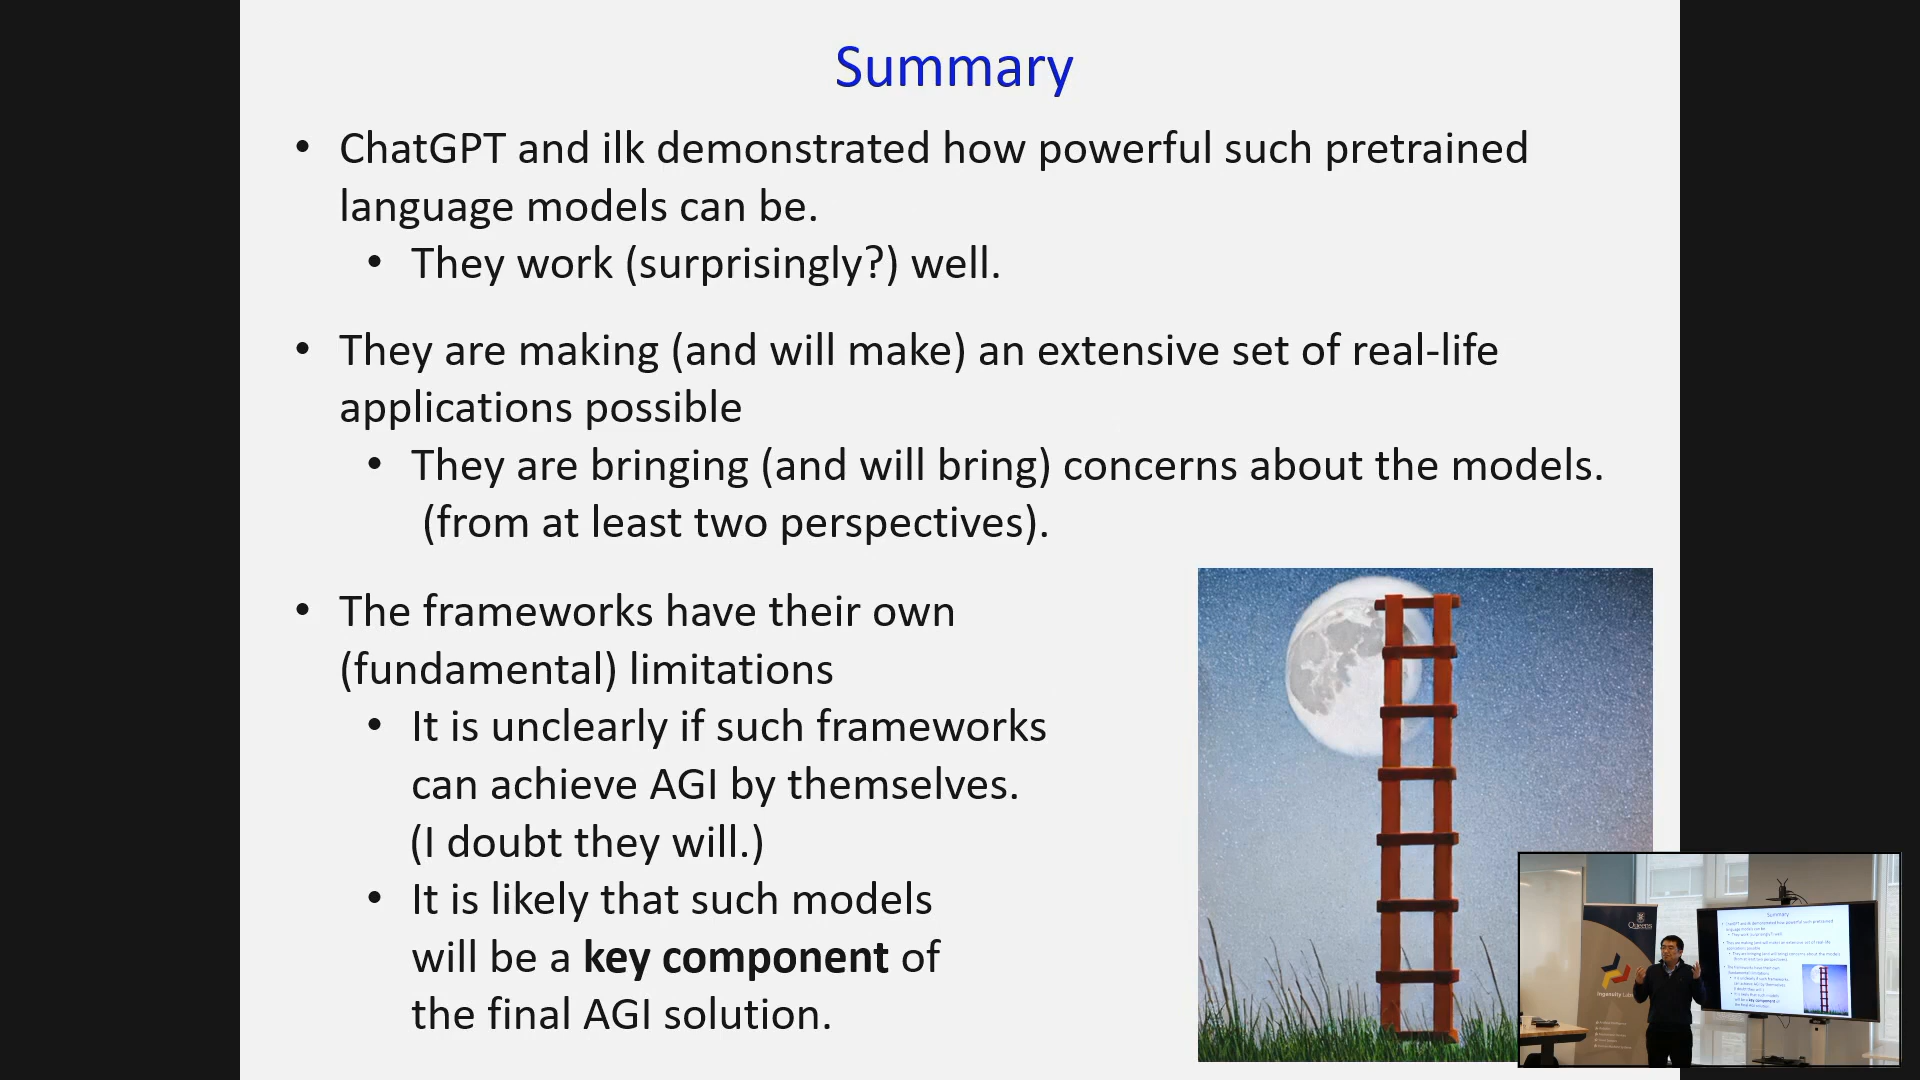 Summary
• ChatGPT and ilk demonstrated how powerful such pretrained
language models can be.
• They work (surprisingly?) well.
• They are making (and will make) an extensive set of real-life
applications possible
• They are bringing (and will bring) concerns about the models.
(from at least two perspectives).
• The frameworks have their own
(fundamental) limitations
• It is unclearly if such frameworks
can achieve AGI by themselves.
(I doubt they will.)
• It is likely that such models
will be a key component of
the final AGI solution.
Queen's
Ingenuity
Summary